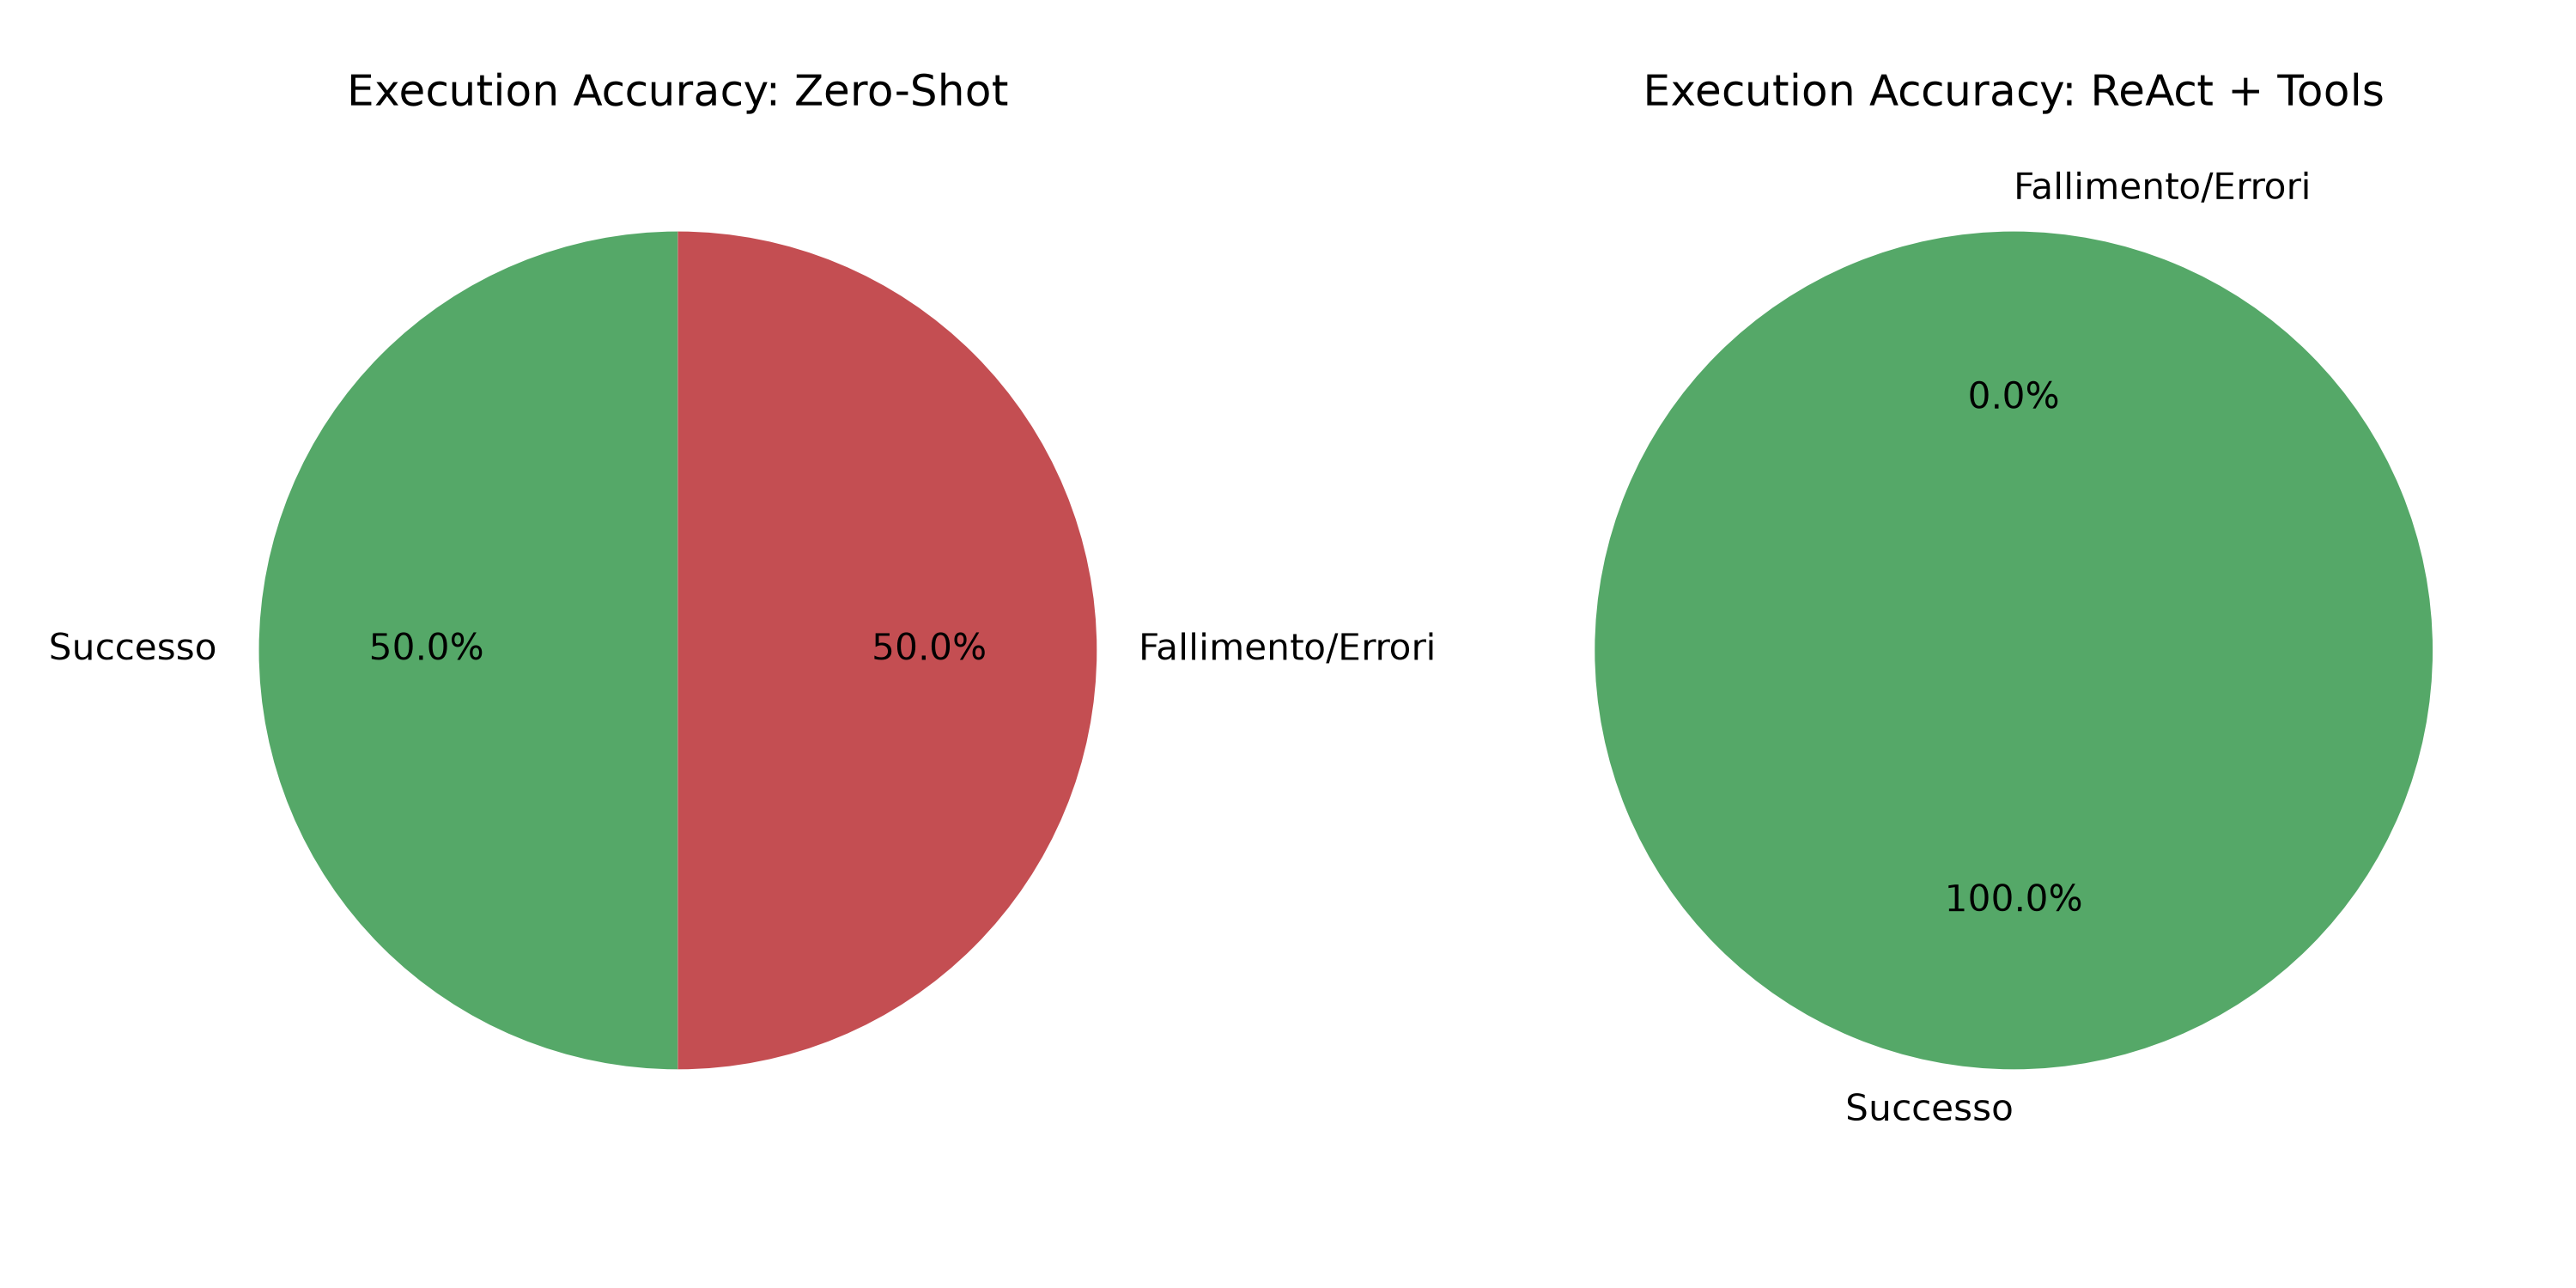 Execution Accuracy: Zero-Shot
Successo
50.0%
50.0%
Fallimento/Errori
Execution Accuracy: ReAct + Tools
Fallimento/Errori
0.0%
100.0%
Successo